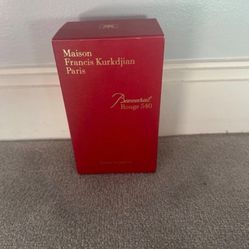 Maison
Francis Kurkdjian
Paris
Baccarat
Rouge 540